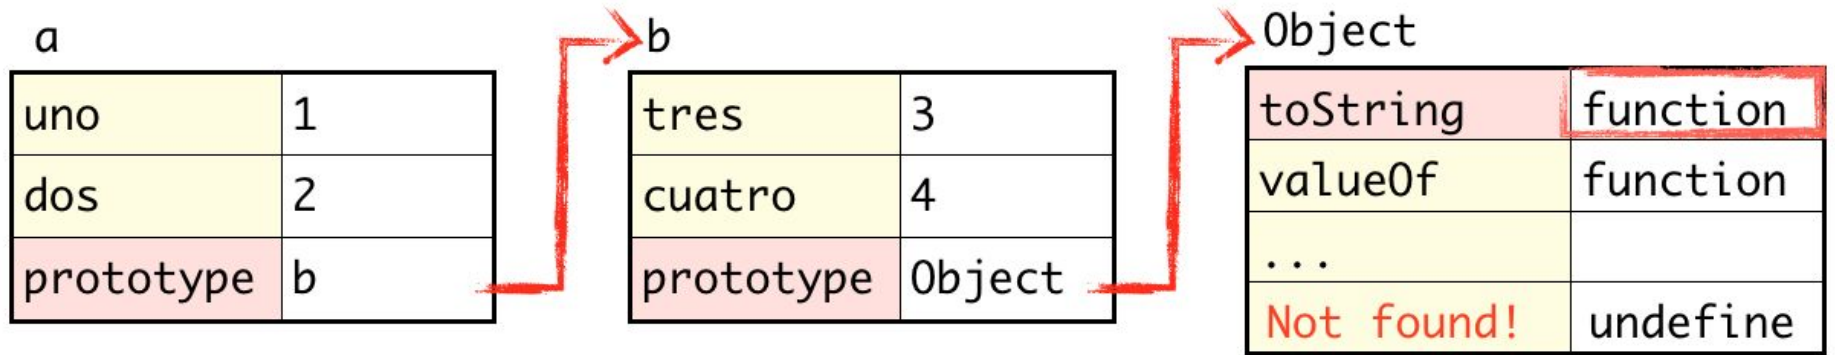 a
uno 1
dos 2
prototype b
b
tres 3
cuatro 4
prototype Object
Object
toString function
valueOf function
...
Not found! undefine